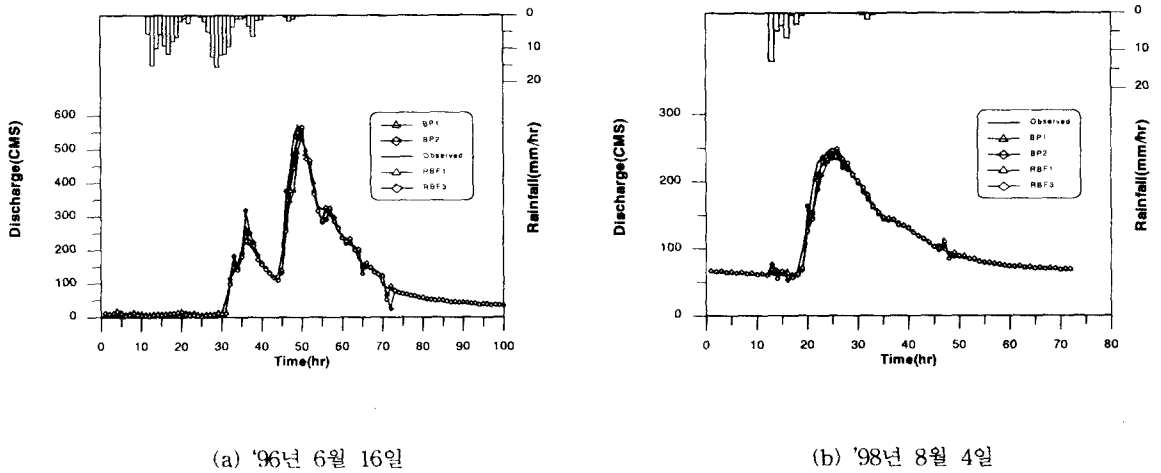 0
10
20
Rainfall(mm/hr)
600
500
400
300
200
100
0
Discharge(CMS)
BP1
BP2
Observed
RBF1
RBF3
0 10 20 30 40 50 60 70 80 90 100
Time(hr)
(a) '96년 6월 16일
0
10
20
Rainfall(mm/hr)
300
200
100
0
Discharge(CMS)
Observed
BP1
BP2
RBF1
RBF3
0 10 20 30 40 50 60 70 80
Time(hr)
(b) '98년 8월 4일